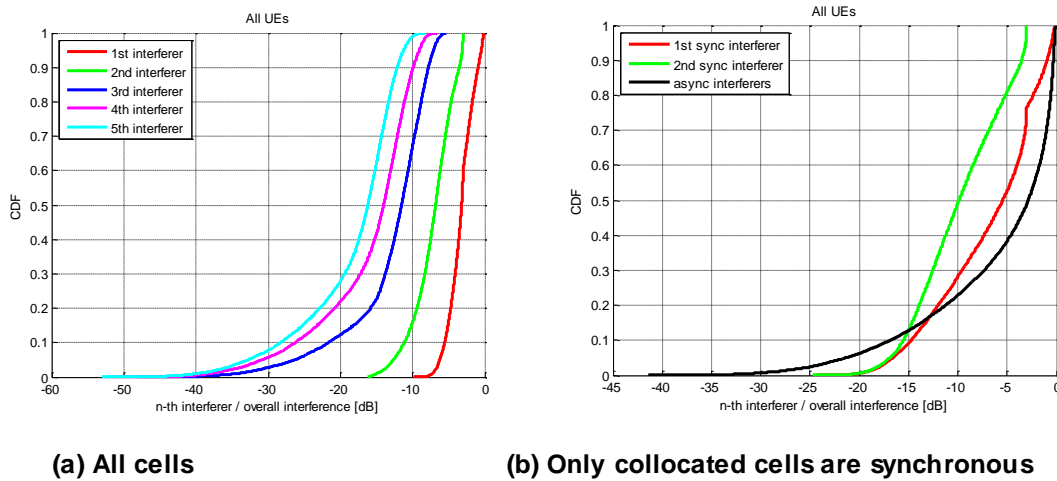 All UEs
1st interferer
2nd interferer
3rd interferer
4th interferer
5th interferer
CDF
1
0.9
0.8
0.7
0.6
0.5
0.4
0.3
0.2
0.1
0
-60 -50 -40 -30 -20 -10 0
n-th interferer / overall interference [dB]
(a) All cells
All UEs
1st sync interferer
2nd sync interferer
async interferers
CDF
1
0.9
0.8
0.7
0.6
0.5
0.4
0.3
0.2
0.1
0
-45 -40 -35 -30 -25 -20 -15 -10 -5 0
n-th interferer / overall interference [dB]
(b) Only collocated cells are synchronous